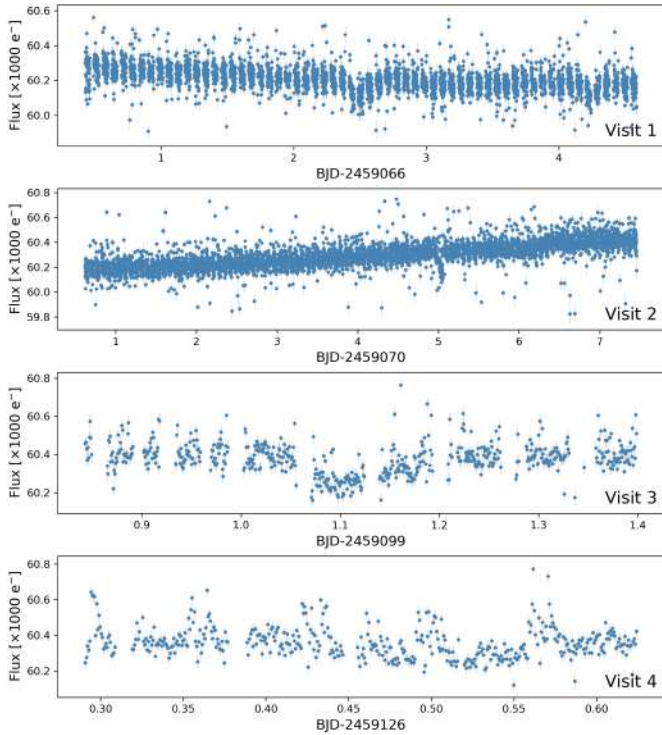 60.6
60.4
60.2
60.0
Flux [×1000 e⁻]
Visit 1
1 2 3 4
BJD-2459066
60.8
60.6
60.4
60.2
60.0
59.8
Flux [×1000 e⁻]
Visit 2
1 2 3 4 5 6 7
BJD-2459070
60.8
60.6
60.4
60.2
Flux [×1000 e⁻]
Visit 3
0.9 1.0 1.1 1.2 1.3 1.4
BJD-2459099
60.8
60.6
60.4
60.2
Flux [×1000 e⁻]
Visit 4
0.30 0.35 0.40 0.45 0.50 0.55 0.60
BJD-2459126